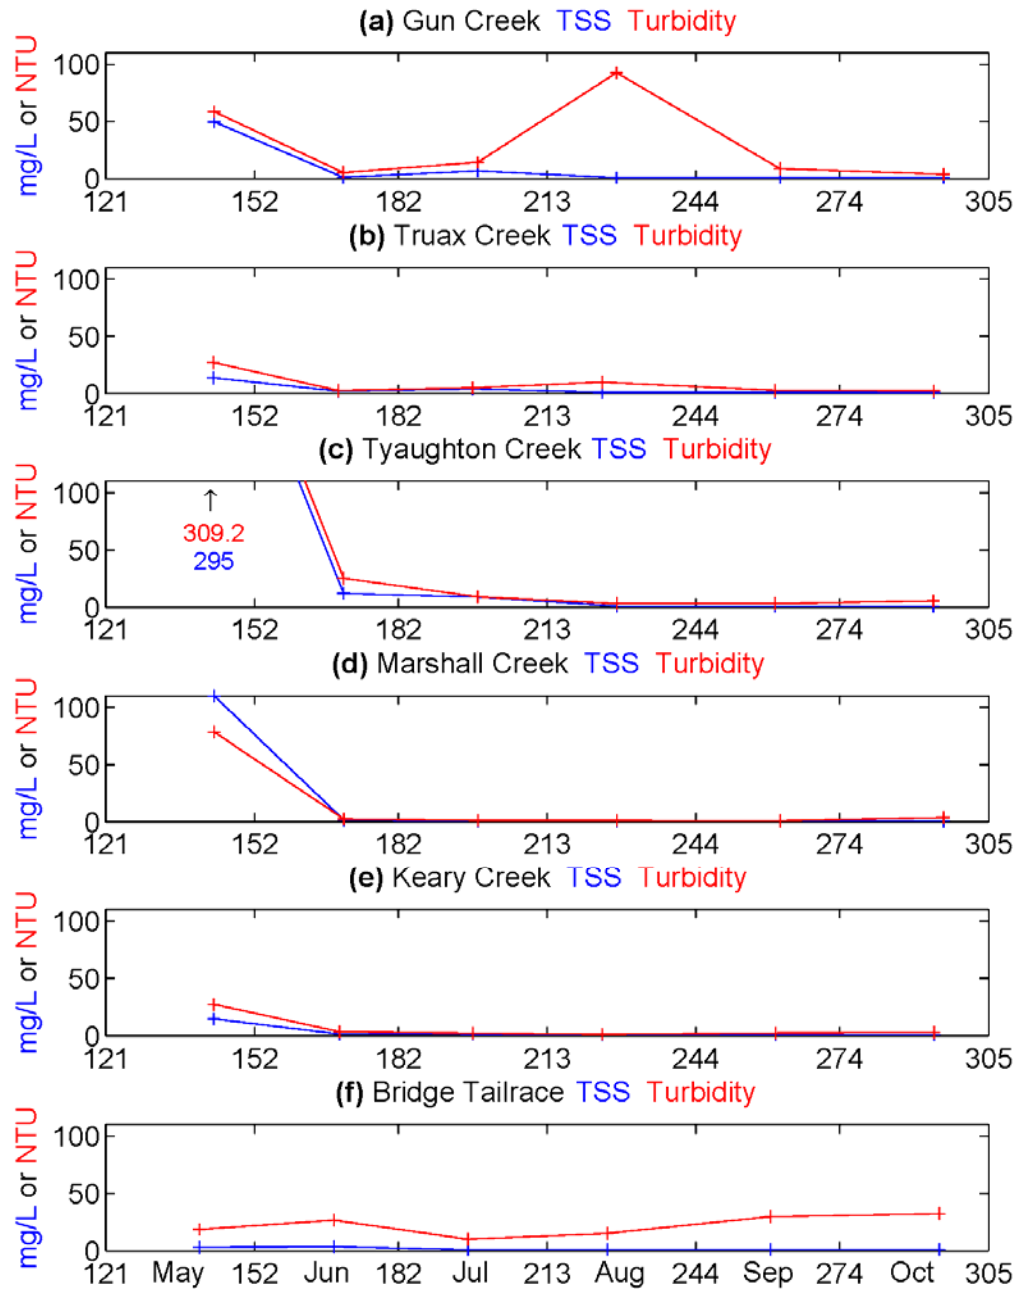 (a) Gun Creek TSS Turbidity
mg/L or NTU
100
50
0
121 152 182 213 244 274 305
(b) Truax Creek TSS Turbidity
mg/L or NTU
100
50
0
121 152 182 213 244 274 305
(c) Tyaughton Creek TSS Turbidity
mg/L or NTU
100
50
0
↑
309.2
295
121 152 182 213 244 274 305
(d) Marshall Creek TSS Turbidity
mg/L or NTU
100
50
0
121 152 182 213 244 274 305
(e) Keary Creek TSS Turbidity
mg/L or NTU
100
50
0
121 152 182 213 244 274 305
(f) Bridge Tailrace TSS Turbidity
mg/L or NTU
100
50
0
121 May 152 Jun 182 Jul 213 Aug 244 Sep 274 Oct 305